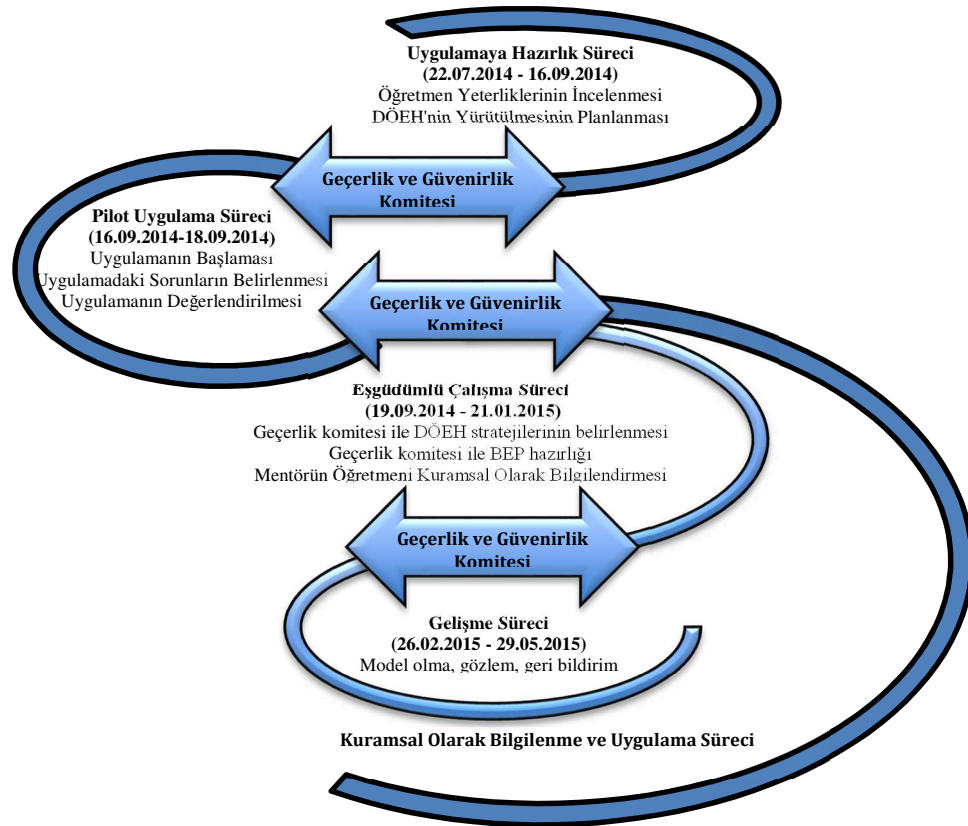 Uygulamaya Hazırlık Süreci
(22.07.2014 - 16.09.2014)
Öğretmen Yeterliklerinin İncelenmesi
DÖEH'nin Yürütülmesinin Planlanması
Geçerlik ve Güvenirlik
Komitesi
Pilot Uygulama Süreci
(16.09.2014-18.09.2014)
Uygulamanın Başlaması
Uygulamadaki Sorunların Belirlenmesi
Uygulamanın Değerlendirilmesi
Geçerlik ve Güvenirlik
Komitesi
Eşgüdümlü Çalışma Süreci
(19.09.2014 - 21.01.2015)
Geçerlik komitesi ile DÖEH stratejilerinin belirlenmesi
Geçerlik komitesi ile BEP hazırlığı
Mentörün Öğretmeni Kuramsal Olarak Bilgilendirmesi
Geçerlik ve Güvenirlik
Komitesi
Gelişme Süreci
(26.02.2015 - 29.05.2015)
Model olma, gözlem, geri bildirim
Kuramsal Olarak Bilgilenme ve Uygulama Süreci